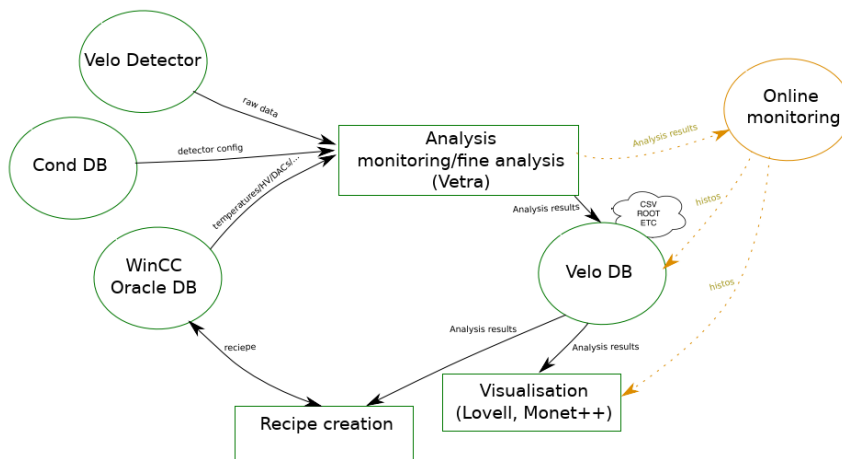 Velo Detector
raw data
Cond DB
detector config
temperatures/HV/DACs/...
Analysis
monitoring/fine analysis
(Vetra)
Analysis results
Online
monitoring
Analysis results
CSV
ROOT
ETC
histos
WinCC
Oracle DB
Velo DB
histos
Analysis results
reciepe
Analysis results
Visualisation
(Lovell, Monet++)
Recipe creation